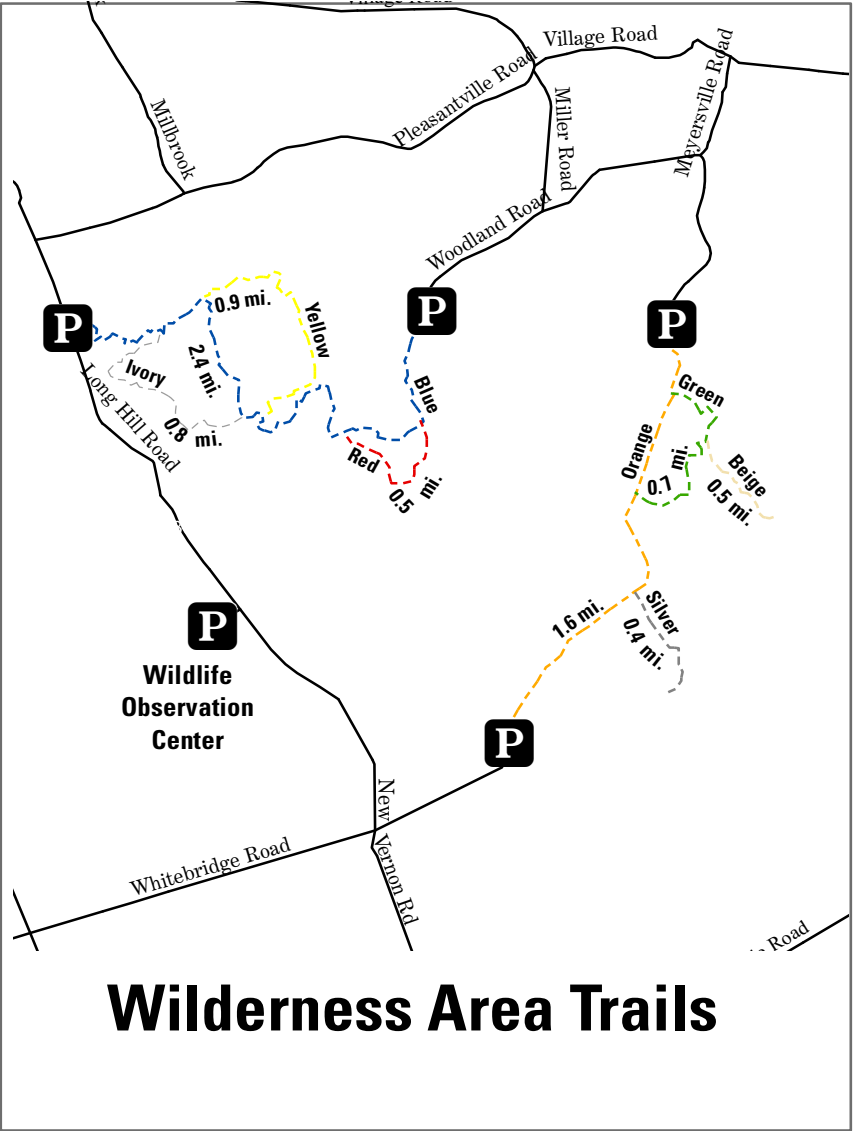 Village Road
Village Road
Pleasantville Road
Meyersville Road
Millbrook
Miller Road
Woodland Road
0.9 mi.
Yellow
P
P
P
2.4 mi.
Ivory
Blue
Green
Long Hill Road
0.8 mi.
Red
0.5 mi.
Orange
0.7 mi.
Beige
0.5 mi.
Silver
0.4 mi.
1.6 mi.
P
Wildlife
Observation
Center
P
New
Vernon Rd
Whitebridge Road
Road
Wilderness Area Trails